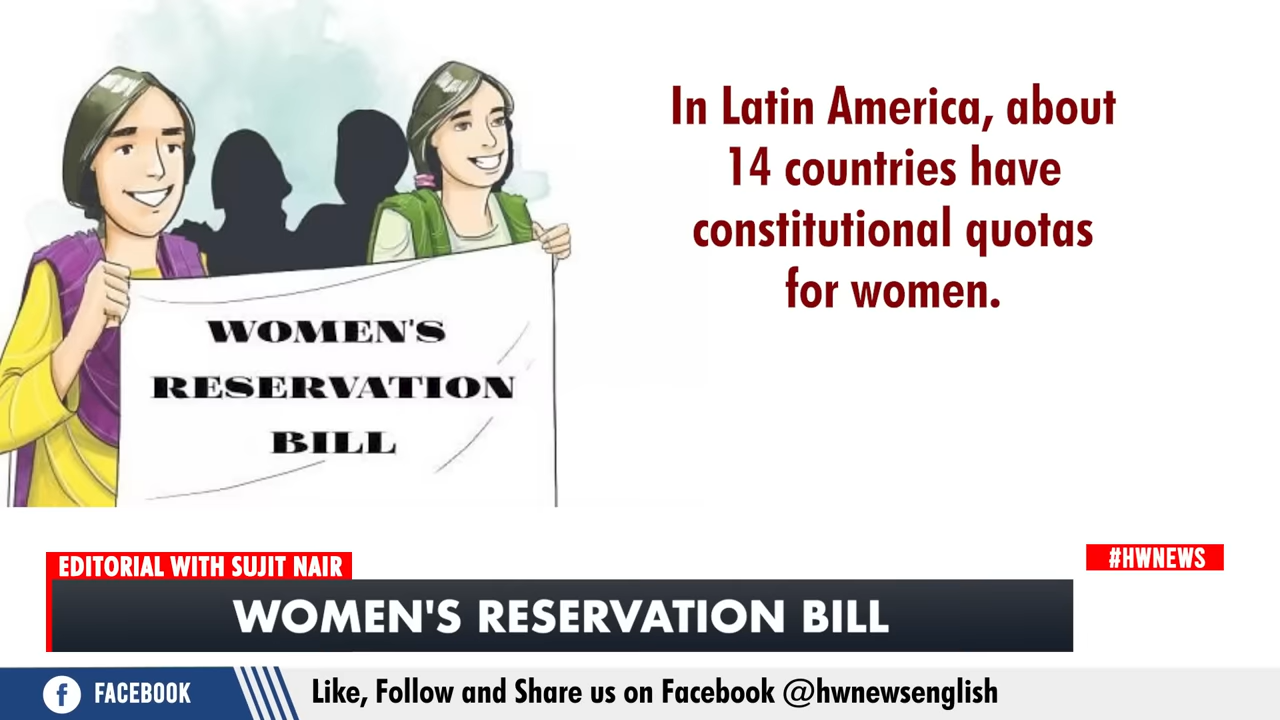 In Latin America, about
14 countries have
constitutional quotas
for women.
WOMEN'S
RESERVATION
BILL
EDITORIAL WITH SUJIT NAIR
#HWNEWS
WOMEN'S RESERVATION BILL
f FACEBOOK
Like, Follow and Share us on Facebook @hwnewsenglish